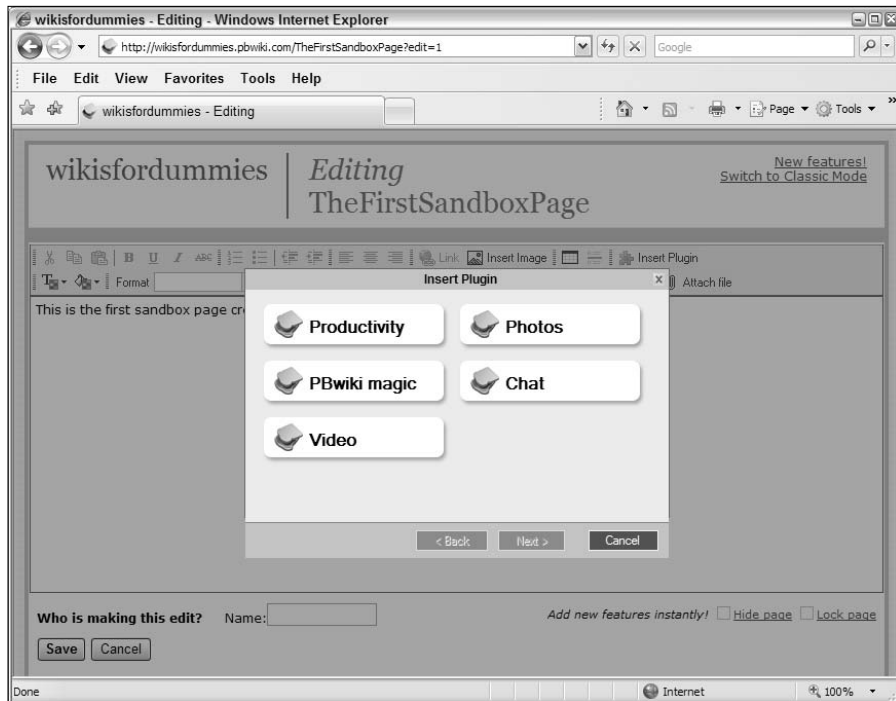 wikisfordummies - Editing - Windows Internet Explorer
http://wikisfordummies.pbwiki.com/TheFirstSandboxPage?edit=1
Google
File Edit View Favorites Tools Help
wikisfordummies - Editing
Page Tools »
wikisfordummies
Editing
TheFirstSandboxPage
New features!
Switch to Classic Mode
B U I ABC Link Insert Image Insert Plugin
T Format Attach file
Insert Plugin x
This is the first sandbox page cr
Productivity Photos
PBwiki magic Chat
Video
< Back Next > Cancel
Who is making this edit? Name: Add new features instantly! Hide page Lock page
Save Cancel
Done Internet 100%